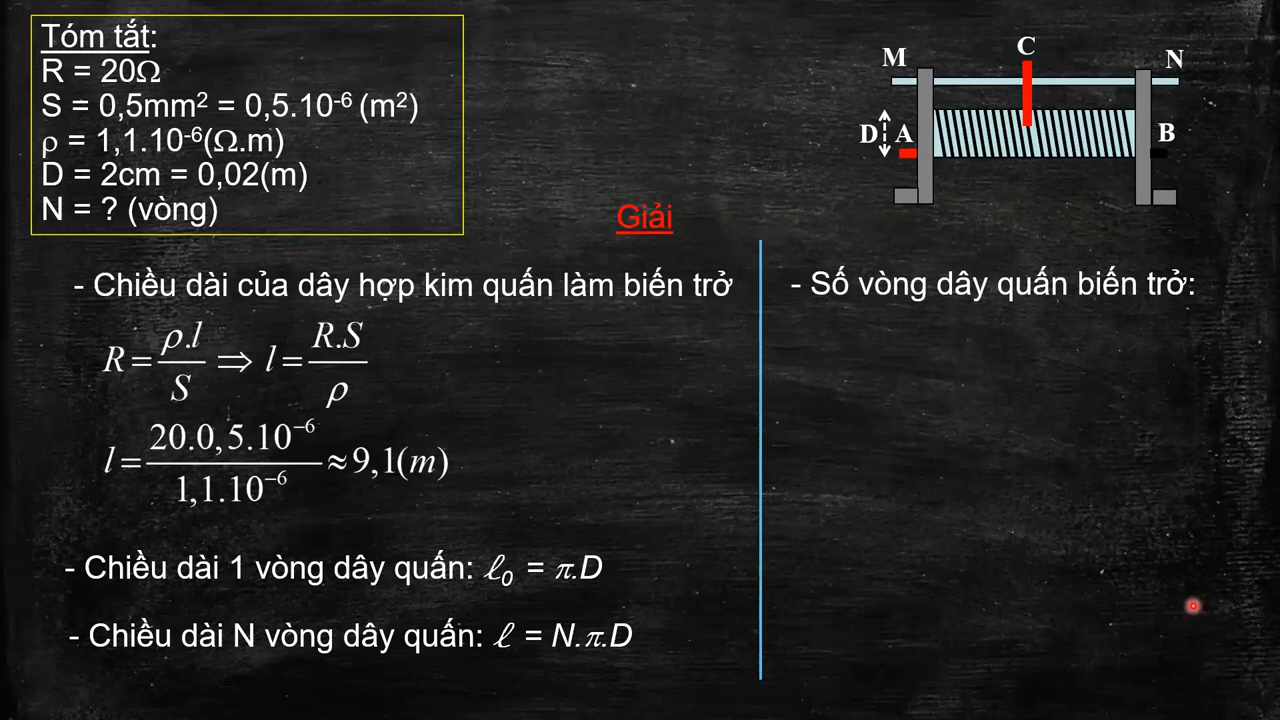 Tóm tắt:
R = 20Ω
S = 0,5mm² = 0,5.10⁻⁶ (m²)
ρ = 1,1.10⁻⁶(Ω.m)
D = 2cm = 0,02(m)
N = ? (vòng)
M C N
D A B
Giải
- Chiều dài của dây hợp kim quấn làm biến trở
R = ρ.l / S ⇒ l = R.S / ρ
l = 20.0,5.10⁻⁶ / 1,1.10⁻⁶ ≈ 9,1(m)
- Chiều dài 1 vòng dây quấn: ℓ₀ = π.D
- Chiều dài N vòng dây quấn: ℓ = N.π.D
- Số vòng dây quấn biến trở: